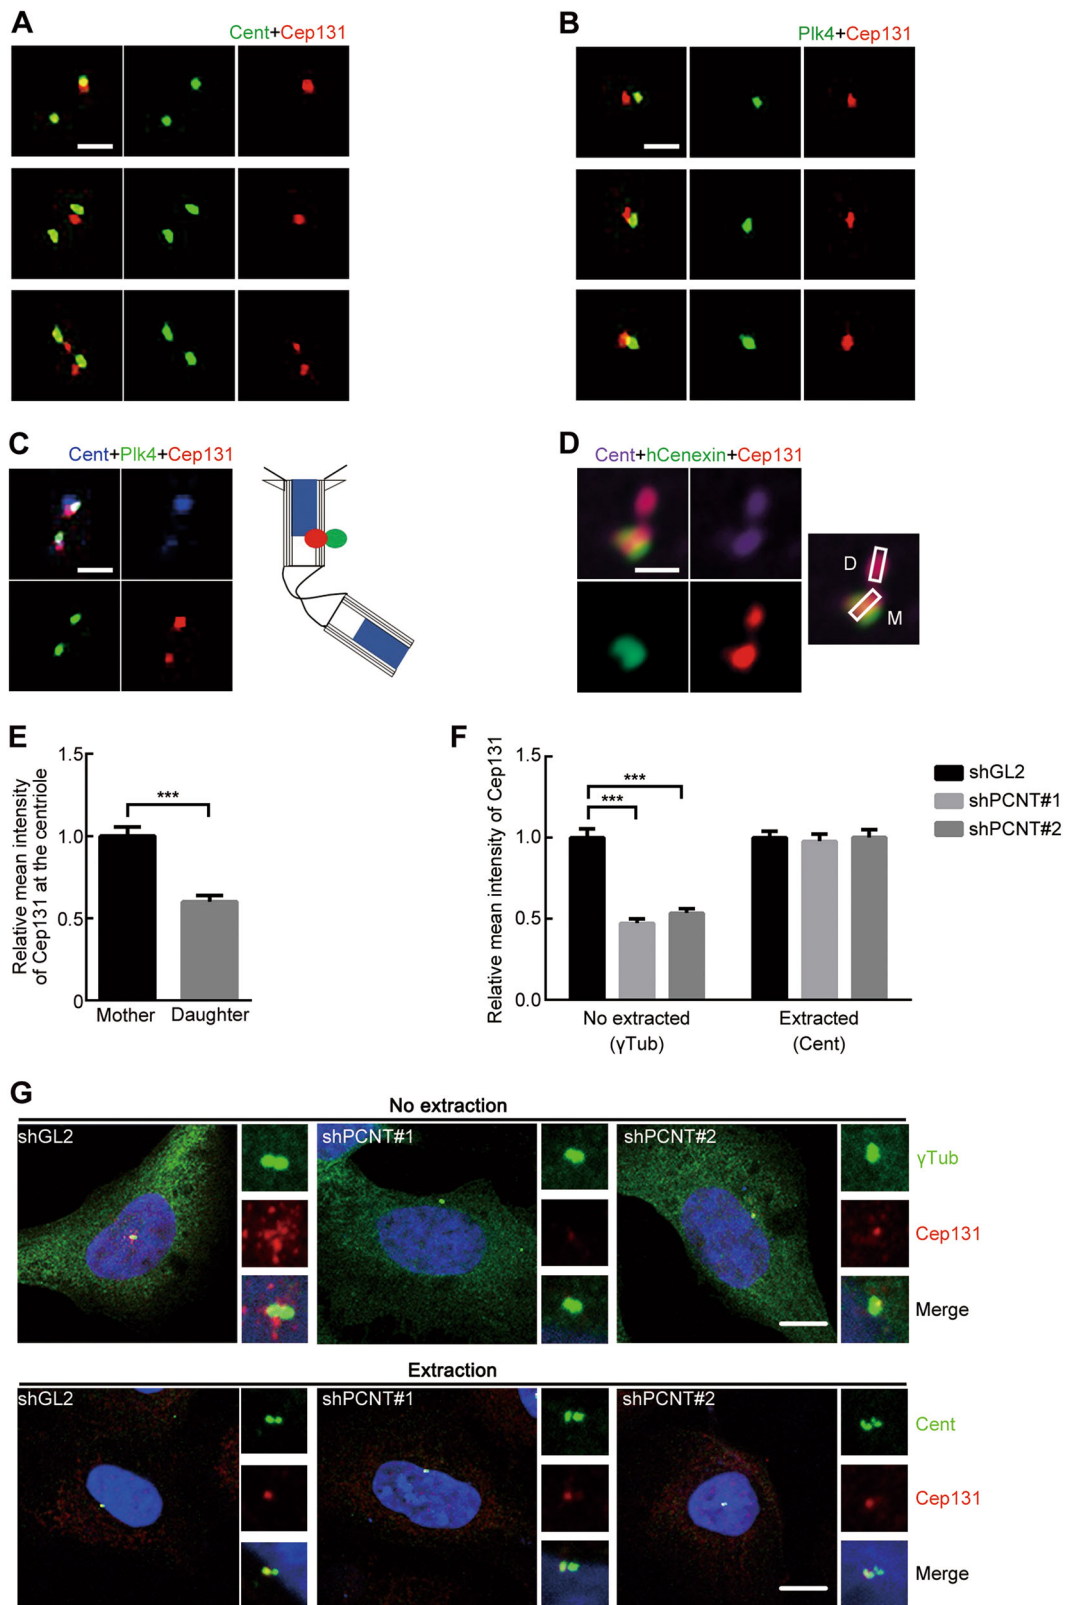 A
Cent+Cep131
B
Plk4+Cep131
C
Cent+Plk4+Cep131
D
Cent+hCenexin+Cep131
D
M
E
Relative mean intensity
of Cep131 at the centriole
1.5
1.0
0.5
0
***
Mother
Daughter
F
Relative mean intensity of Cep131
1.5
1.0
0.5
0.0
***
***
No extracted
(γTub)
Extracted
(Cent)
shGL2
shPCNT#1
shPCNT#2
G
No extraction
shGL2
shPCNT#1
shPCNT#2
γTub
Cep131
Merge
Extraction
shGL2
shPCNT#1
shPCNT#2
Cent
Cep131
Merge